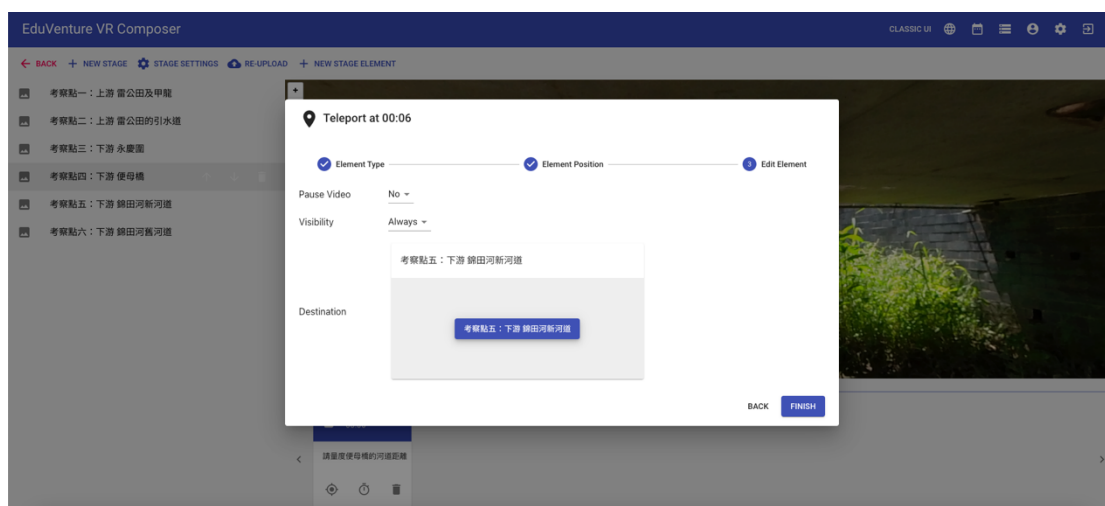 EduVenture VR Composer
CLASSIC UI
BACK
NEW STAGE
STAGE SETTINGS
RE-UPLOAD
NEW STAGE ELEMENT
考察點一：上游 雷公田及甲龍
考察點二：上游 雷公田的引水道
考察點三：下游 永慶圍
考察點四：下游 便母橋
考察點五：下游 錦田河新河道
考察點六：下游 錦田河舊河道
Teleport at 00:06
Element Type
Element Position
3 Edit Element
Pause Video
No
Visibility
Always
考察點五：下游 錦田河新河道
Destination
考察點五：下游 錦田河新河道
BACK
FINISH
請量度便母橋的河道距離